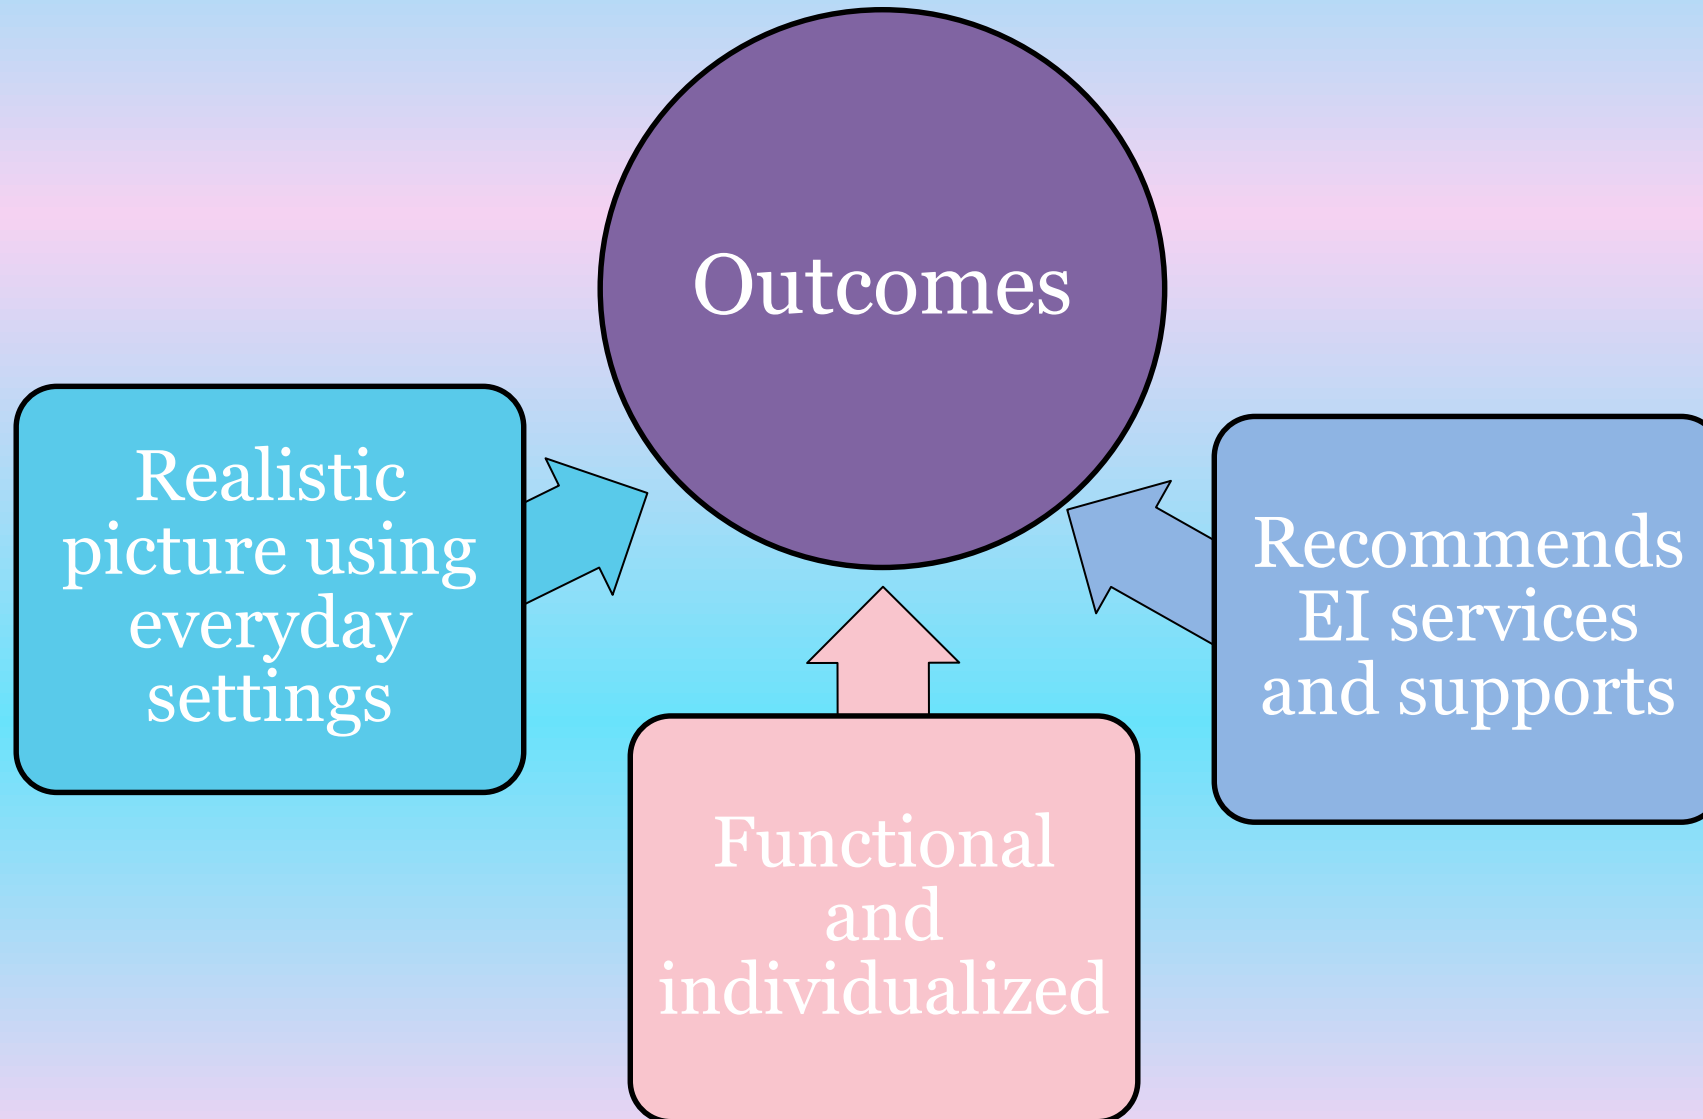 Outcomes
Realistic
picture using
everyday
settings
Functional
and
individualized
Recommends
EI services
and supports